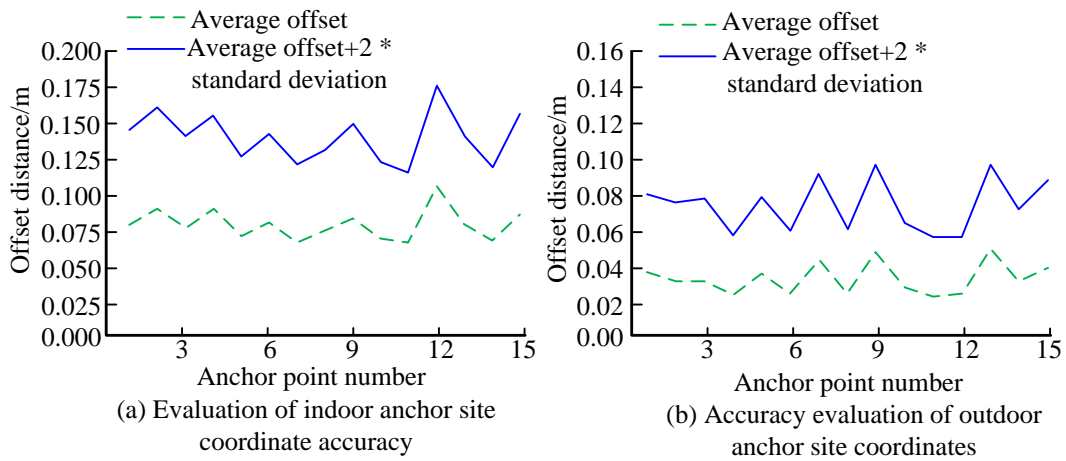 Average offset
Average offset+2 *
standard deviation
0.200
0.175
0.150
0.125
0.100
0.075
0.050
0.025
0.000
Offset distance/m
3 6 9 12 15
Anchor point number
(a) Evaluation of indoor anchor site
coordinate accuracy
Average offset
Average offset+2 *
standard deviation
0.16
0.14
0.12
0.10
0.08
0.06
0.04
0.02
0.00
Offset distance/m
3 6 9 12 15
Anchor point number
(b) Accuracy evaluation of outdoor
anchor site coordinates